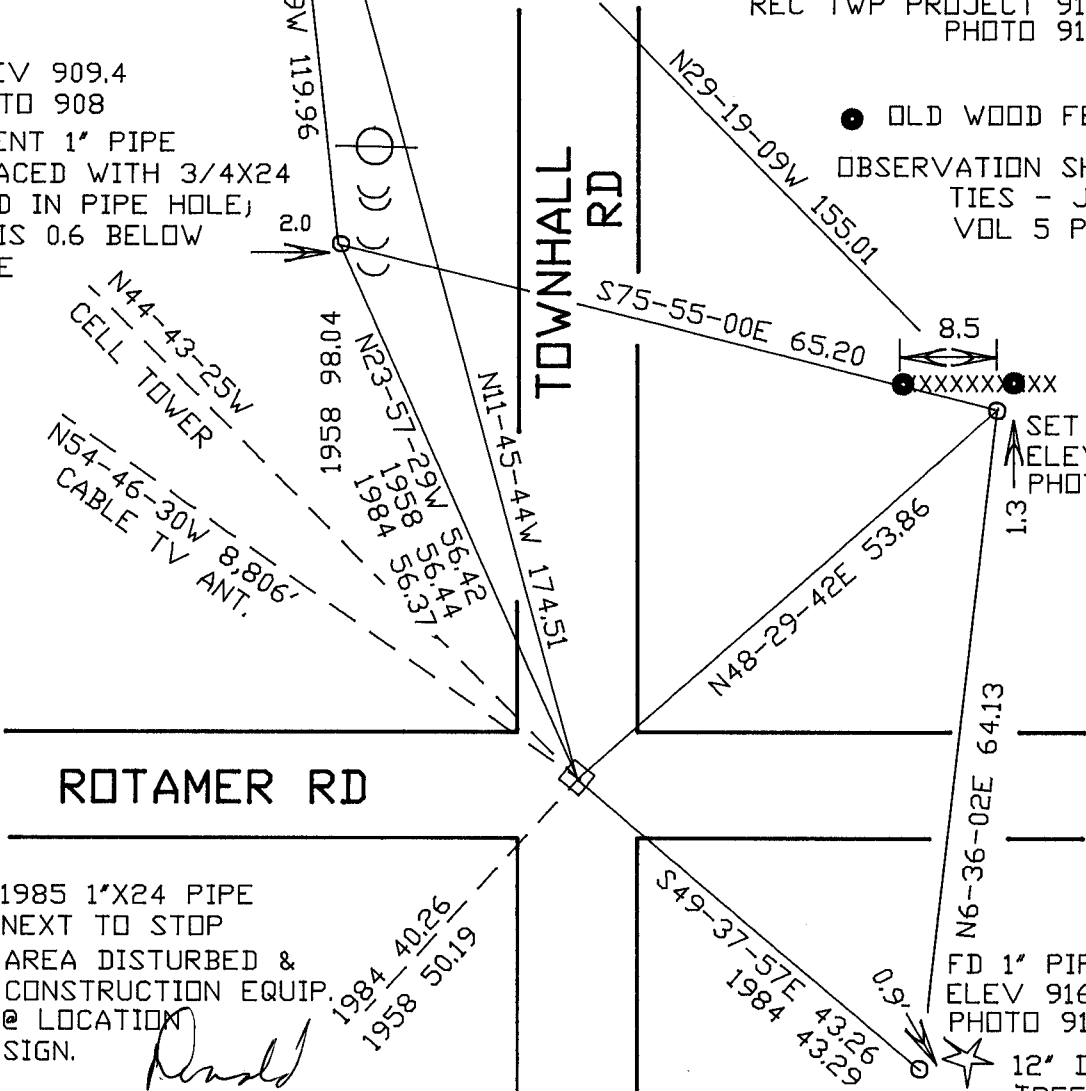 REC TWP PROJECT 91
PHOTO 91
9W 119.96
EV 909.4
TO 908
ENT 1" PIPE
ACED WITH 3/4X24
D IN PIPE HOLE;
IS 0.6 BELOW
E
2.0
N29-19-09W 155.01
OLD WOOD FE
OBSERVATION SH
TIES - J
VOL 5 P
TOWNHALL
RD
S75-55-00E 65.20
8.5
XXXXXXX XX
SET
ELEV
PHOT
1.3
N44-43-25W
CELL TOWER
N54-46-30W 8,806'
CABLE TV ANT.
1958 98.04
N23-57-29W 56.42
1958 56.44
1984 56.37
N11-45-44W 174.51
N48-29-42E 53.86
N6-36-02E 64.13
ROTAMER RD
1985 1"X24 PIPE
NEXT TO STOP
AREA DISTURBED &
CONSTRUCTION EQUIP.
@ LOCATION
SIGN.
Donald
1984 40.26
1958 50.19
S49-37-57E 43.26
1984 43.29
0.9'
FD 1" PIP
ELEV 916
PHOTO 91
12" D